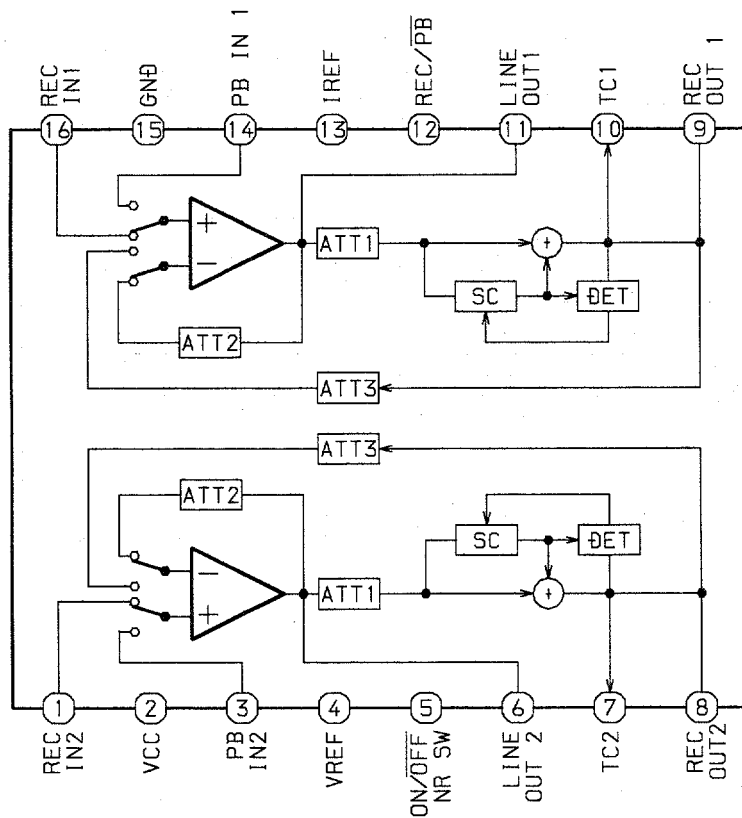 REC
IN1
GND
PB IN 1
IREF
REC/PB
LINE
OUT1
TC1
REC
OUT 1
16
15
14
13
12
11
10
9
+
−
ATT1
+
SC
DET
ATT2
ATT3
ATT3
ATT2
SC
DET
−
+
ATT1
+
1
2
3
4
5
6
7
8
REC
IN2
VCC
PB
IN2
VREF
ON/OFF
NR SW
LINE
OUT 2
TC2
REC
OUT2